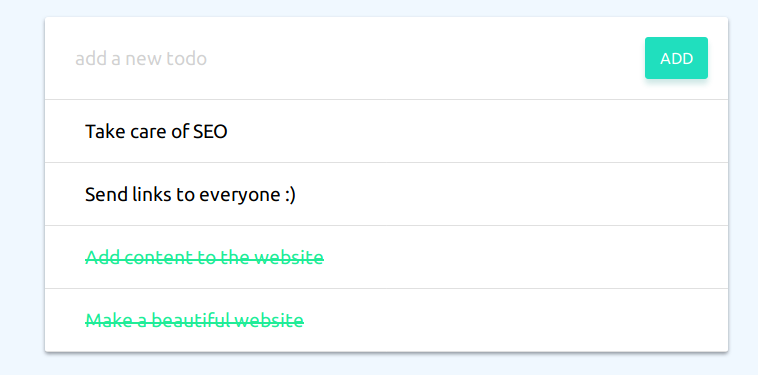 add a new todo
ADD
Take care of SEO
Send links to everyone :)
Add content to the website
Make a beautiful website